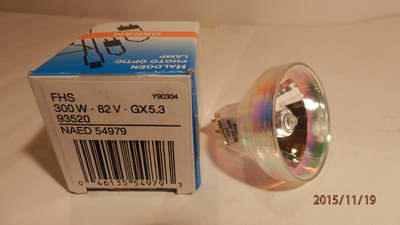 OSRAM
HALOGEN
PHOTO OPTIC
LAMP
FHS
Y90304
300 W · 82 V · GX5.3
93520
NAED 54979
0 46135 54979 3
2015/11/19